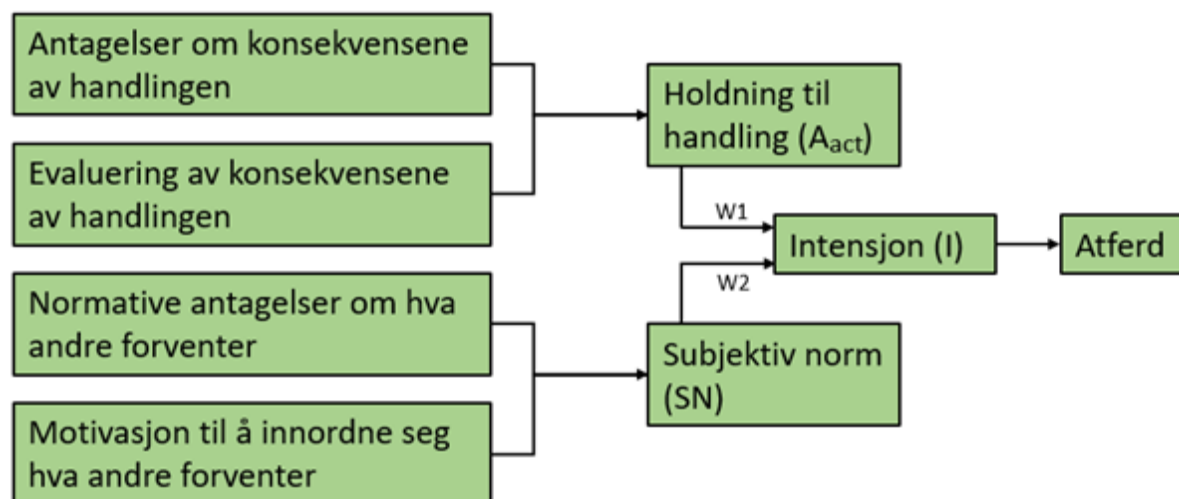 Antagelser om konsekvensene
av handlingen
Evaluering av konsekvensene
av handlingen
Normative antagelser om hva
andre forventer
Motivasjon til å innordne seg
hva andre forventer
Holdning til
handling (Aact)
W1
Intensjon (I)
Atferd
W2
Subjektiv norm
(SN)